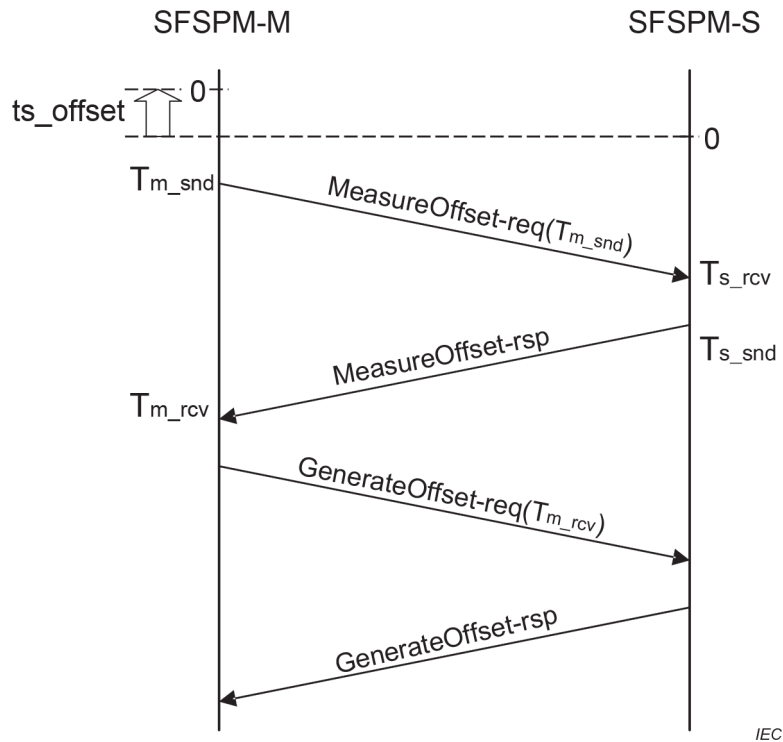 SFSPM-M SFSPM-S
0
ts_offset
0
Tm_snd
MeasureOffset-req(Tm_snd)
Ts_rcv
MeasureOffset-rsp
Ts_snd
Tm_rcv
GenerateOffset-req(Tm_rcv)
GenerateOffset-rsp
IEC